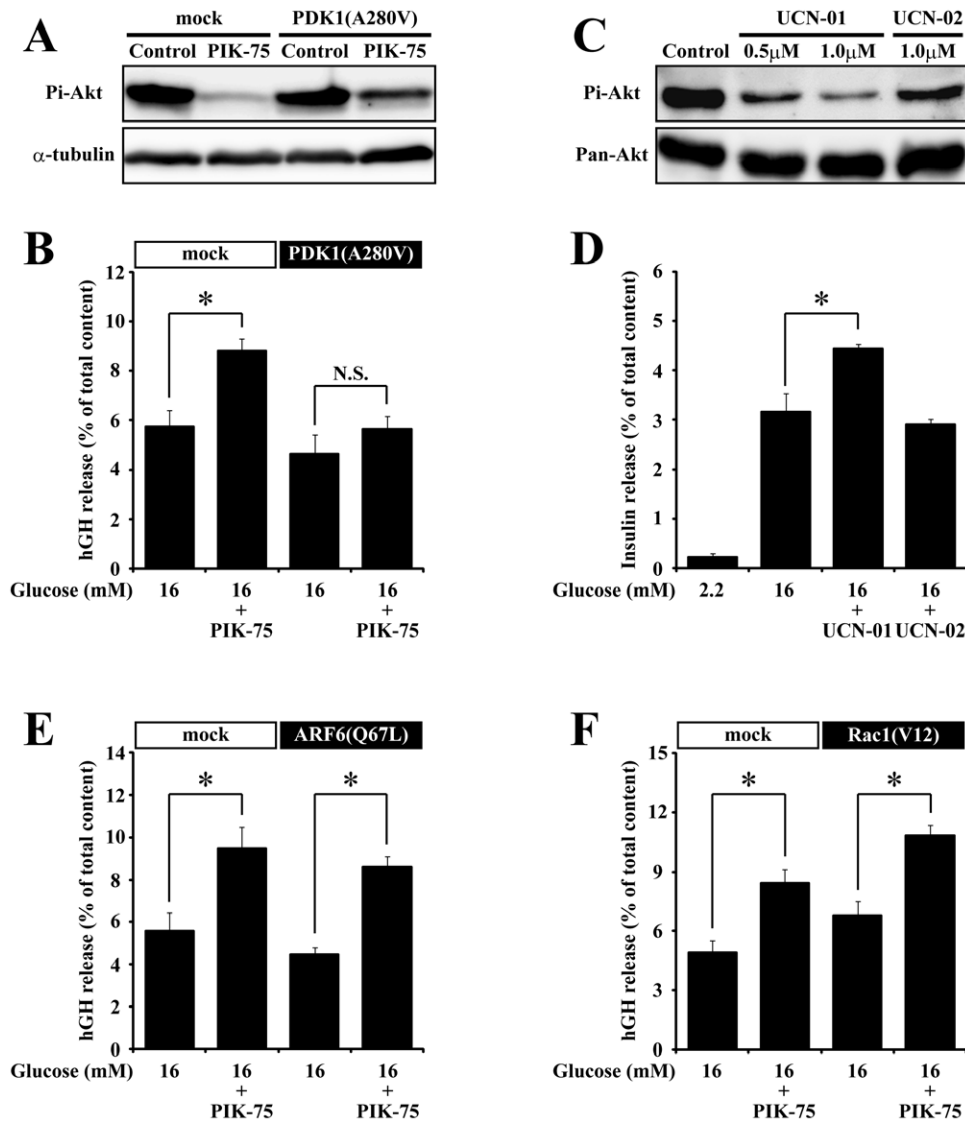 A
mock PDK1(A280V)
Control PIK-75 Control PIK-75
Pi-Akt
α-tubulin
C
UCN-01 UCN-02
Control 0.5μM 1.0μM 1.0μM
Pi-Akt
Pan-Akt
B
mock PDK1(A280V)
hGH release (% of total content)
12
10
8
6
4
2
0
*
N.S.
Glucose (mM) 16 16 16 16
+ +
PIK-75 PIK-75
D
Insulin release (% of total content)
6
5
4
3
2
1
0
*
Glucose (mM) 2.2 16 16 16
+ +
UCN-01 UCN-02
E
mock ARF6(Q67L)
hGH release (% of total content)
14
12
10
8
6
4
2
0
* *
Glucose (mM) 16 16 16 16
+ +
PIK-75 PIK-75
F
mock Rac1(V12)
hGH release (% of total content)
15
12
9
6
3
0
* *
Glucose (mM) 16 16 16 16
+ +
PIK-75 PIK-75